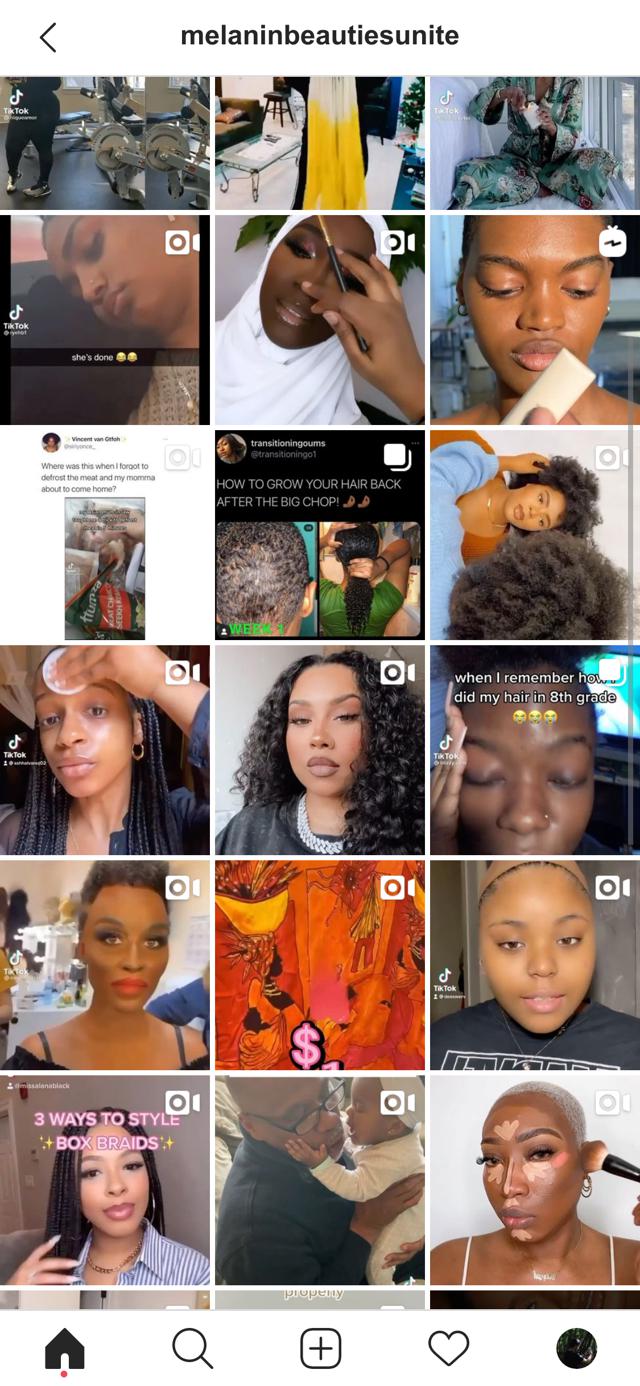 melaninbeautiesunite
TikTok
TikTok
TikTok
she's done 😂😂
Vincent van Gtfoh
Where was this when I forgot to
defrost the meat and my momma
about to come home?
Humza
transitioningoums
@transitioningo1
HOW TO GROW YOUR HAIR BACK
AFTER THE BIG CHOP!
WEEK 1
TikTok
when I remember how I
did my hair in 8th grade
😭😭😭
TikTok
TikTok
$
TikTok
@missalanablack
3 WAYS TO STYLE
✨BOX BRAIDS✨
properly